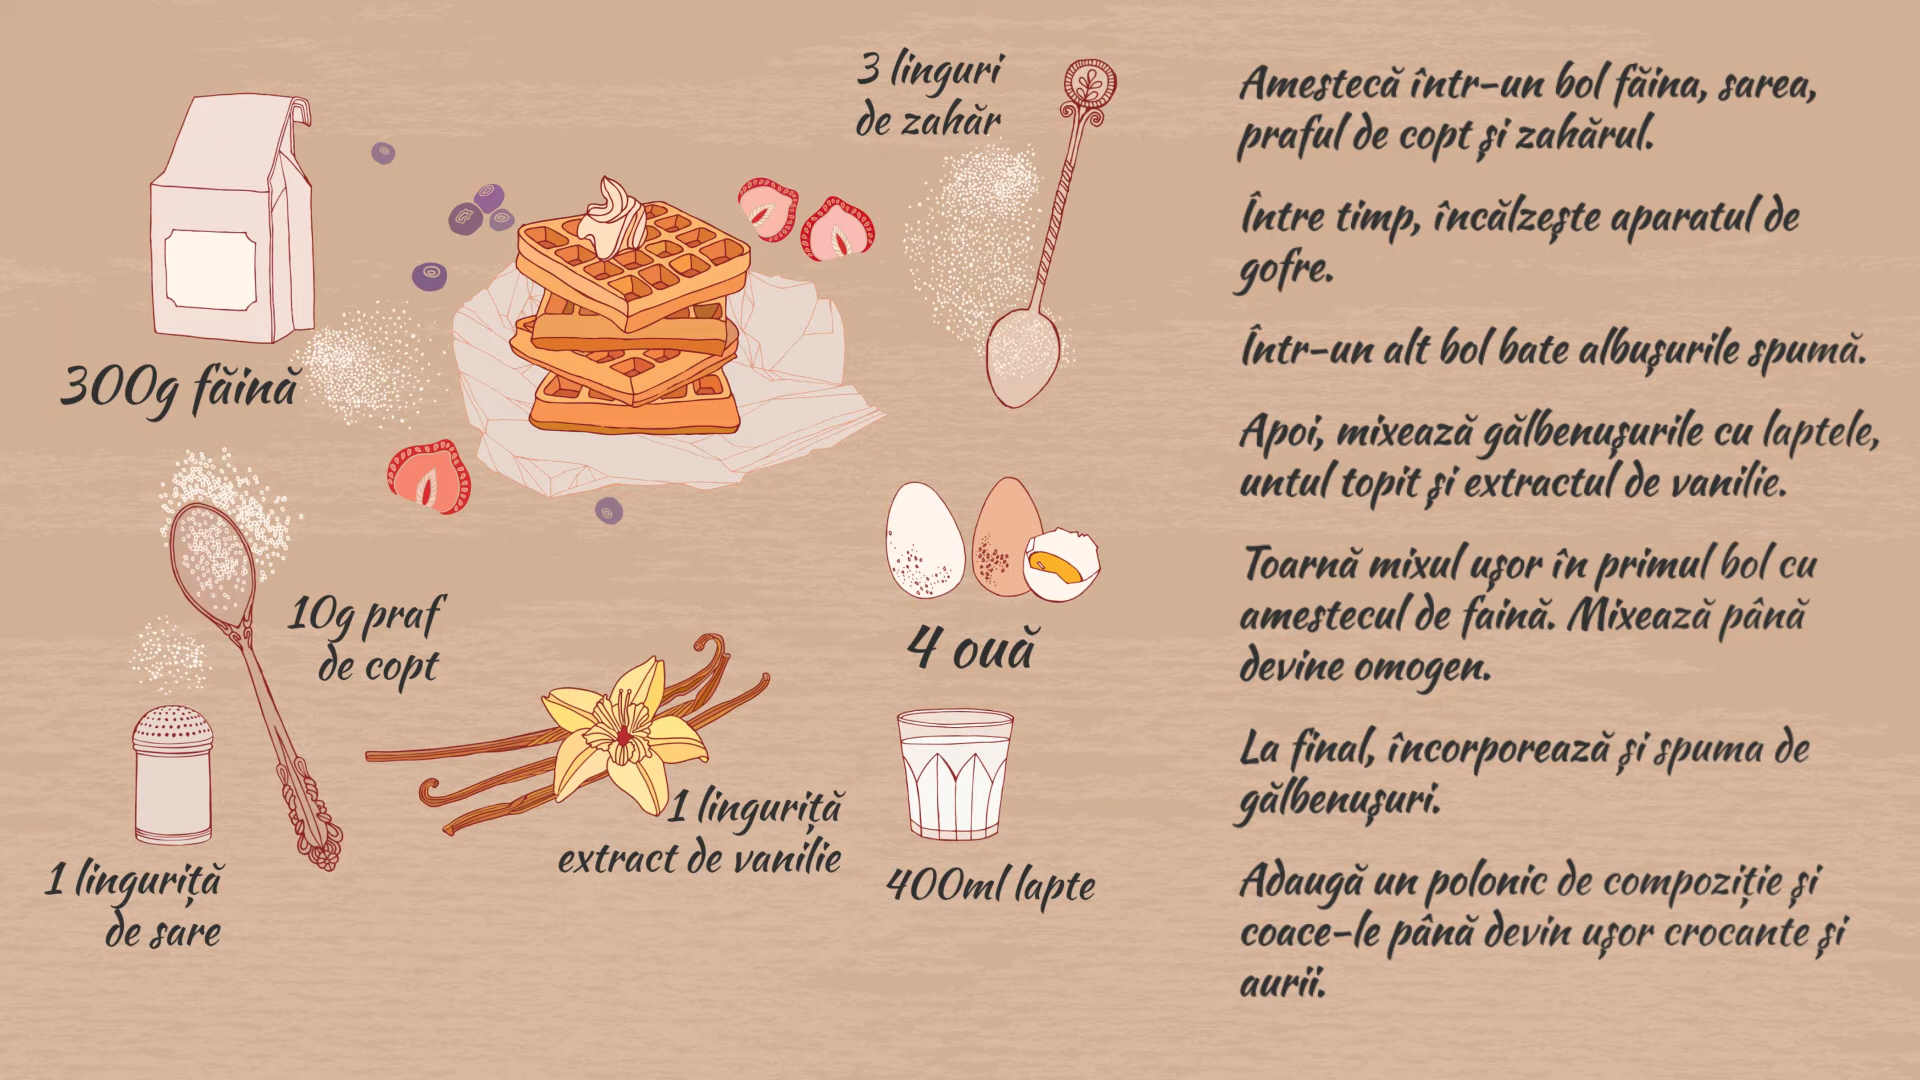 3 linguri
de zahăr
300g făină
10g praf
de copt
1 linguriță
de sare
1 linguriță
extract de vanilie
4 ouă
400ml lapte
Amestecă într-un bol făina, sarea,
praful de copt și zahărul.
Între timp, încălzește aparatul de
gofre.
Într-un alt bol bate albușurile spumă.
Apoi, mixează gălbenușurile cu laptele,
untul topit și extractul de vanilie.
Toarnă mixul ușor în primul bol cu
amestecul de faină. Mixează până
devine omogen.
La final, încorporează și spuma de
gălbenușuri.
Adaugă un polonic de compoziție și
coace-le până devin ușor crocante și
aurii.